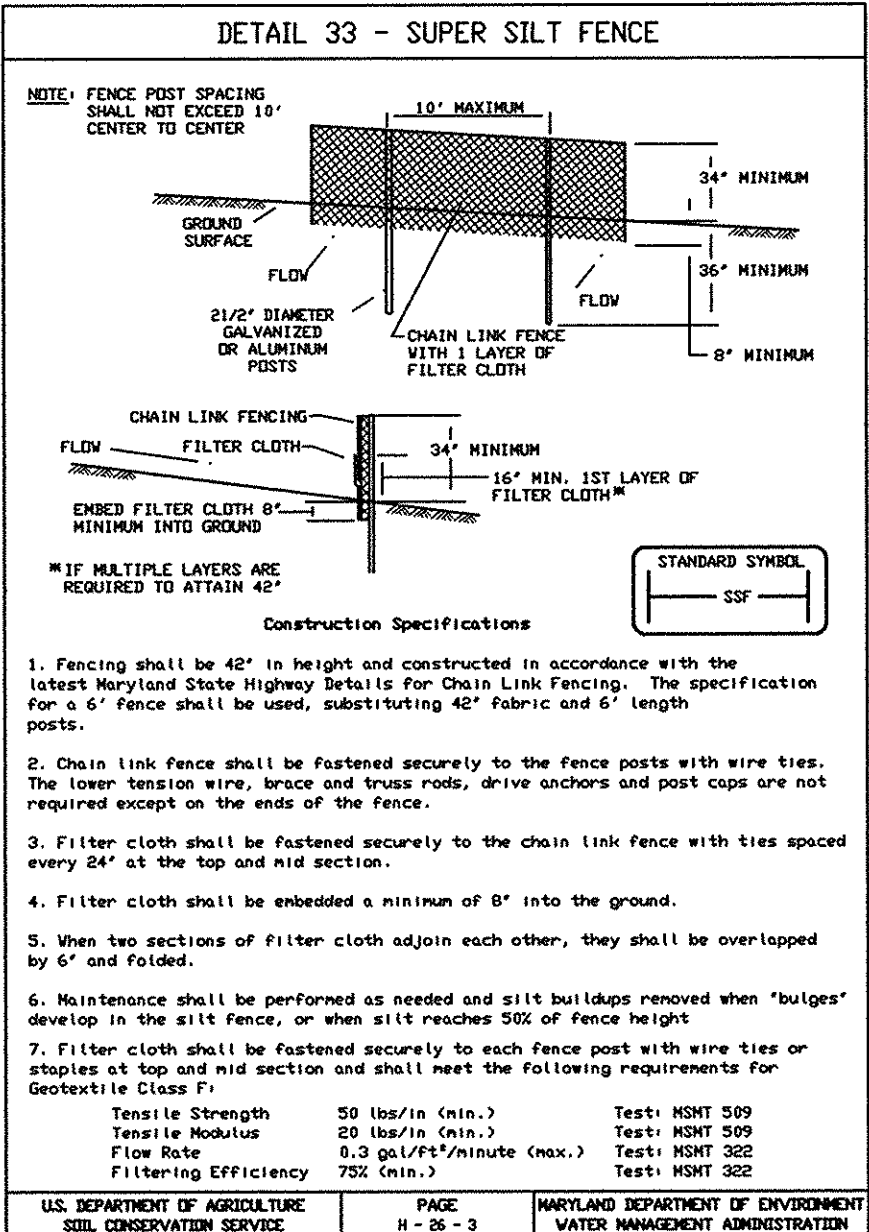 DETAIL 33 - SUPER SILT FENCE
NOTE: FENCE POST SPACING
SHALL NOT EXCEED 10'
CENTER TO CENTER
10' MAXIMUM
34" MINIMUM
GROUND
SURFACE
36" MINIMUM
FLOW
FLOW
21/2" DIAMETER
GALVANIZED
OR ALUMINUM
POSTS
CHAIN LINK FENCE
WITH 1 LAYER OF
FILTER CLOTH
8" MINIMUM
CHAIN LINK FENCING
FLOW
FILTER CLOTH
34" MINIMUM
16" MIN. 1ST LAYER OF
FILTER CLOTH*
EMBED FILTER CLOTH 8"
MINIMUM INTO GROUND
*IF MULTIPLE LAYERS ARE
REQUIRED TO ATTAIN 42"
STANDARD SYMBOL
SSF
Construction Specifications
1. Fencing shall be 42" in height and constructed in accordance with the
latest Maryland State Highway Details for Chain Link Fencing. The specification
for a 6' fence shall be used, substituting 42" fabric and 6' length
posts.
2. Chain link fence shall be fastened securely to the fence posts with wire ties.
The lower tension wire, brace and truss rods, drive anchors and post caps are not
required except on the ends of the fence.
3. Filter cloth shall be fastened securely to the chain link fence with ties spaced
every 24" at the top and mid section.
4. Filter cloth shall be embedded a minimum of 8" into the ground.
5. When two sections of filter cloth adjoin each other, they shall be overlapped
by 6" and folded.
6. Maintenance shall be performed as needed and silt buildups removed when "bulges"
develop in the silt fence, or when silt reaches 50% of fence height
7. Filter cloth shall be fastened securely to each fence post with wire ties or
staples at top and mid section and shall meet the following requirements for
Geotextile Class F:
Tensile Strength 50 lbs/in (min.) Test: MSMT 509
Tensile Modulus 20 lbs/in (min.) Test: MSMT 509
Flow Rate 0.3 gal/ft²/minute (max.) Test: MSMT 322
Filtering Efficiency 75% (min.) Test: MSMT 322
U.S. DEPARTMENT OF AGRICULTURE
SOIL CONSERVATION SERVICE
PAGE
H - 26 - 3
MARYLAND DEPARTMENT OF ENVIRONMENT
WATER MANAGEMENT ADMINISTRATION